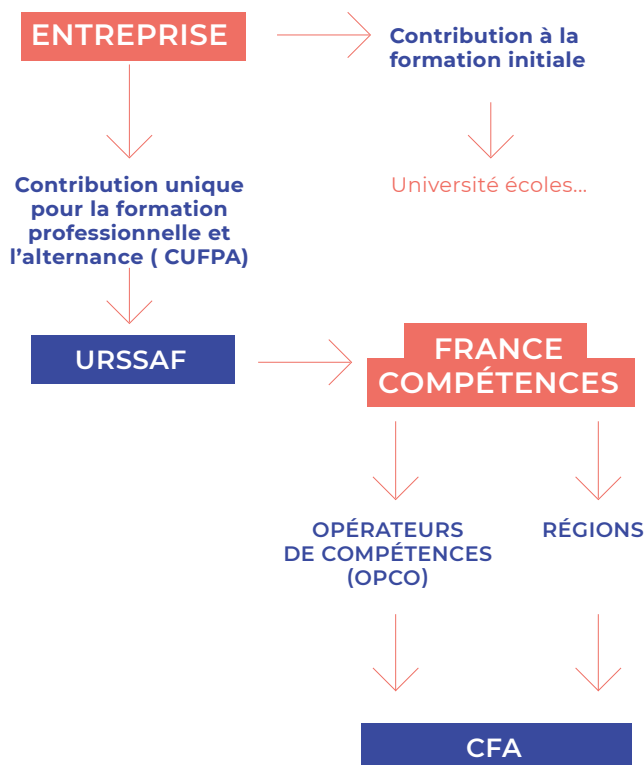 ENTREPRISE
Contribution à la
formation initiale
Université écoles...
Contribution unique
pour la formation
professionnelle et
l’alternance ( CUFPA)
URSSAF
FRANCE
COMPÉTENCES
OPÉRATEURS
DE COMPÉTENCES
(OPCO)
RÉGIONS
CFA